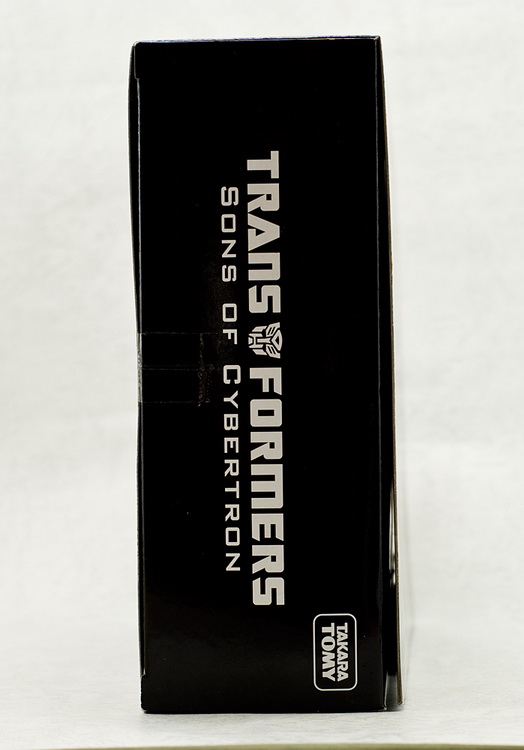 TRANSFORMERS
SONS OF CYBERTRON
TAKARA
TOMY